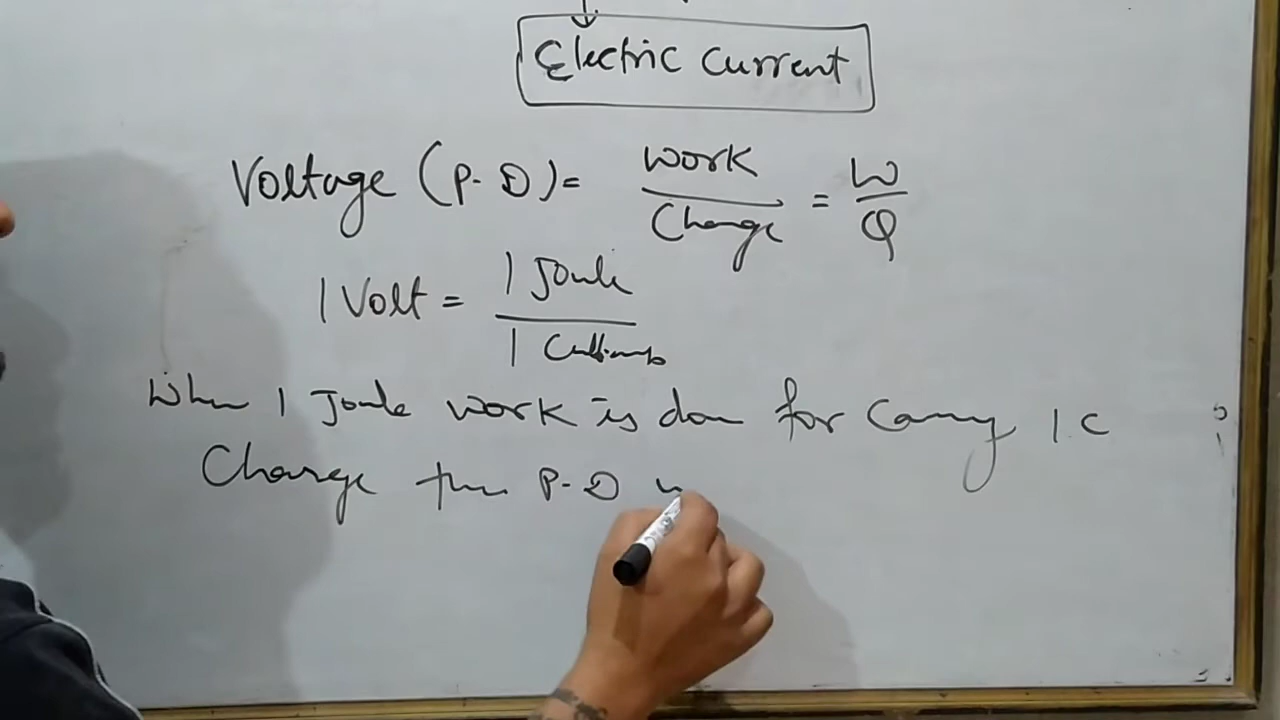 Electric Current
Voltage (P.D) = Work / Charge = W / Q
1 Volt = 1 Joule / 1
When 1 Joule work is done for Carry 1 C
Charge then P.D